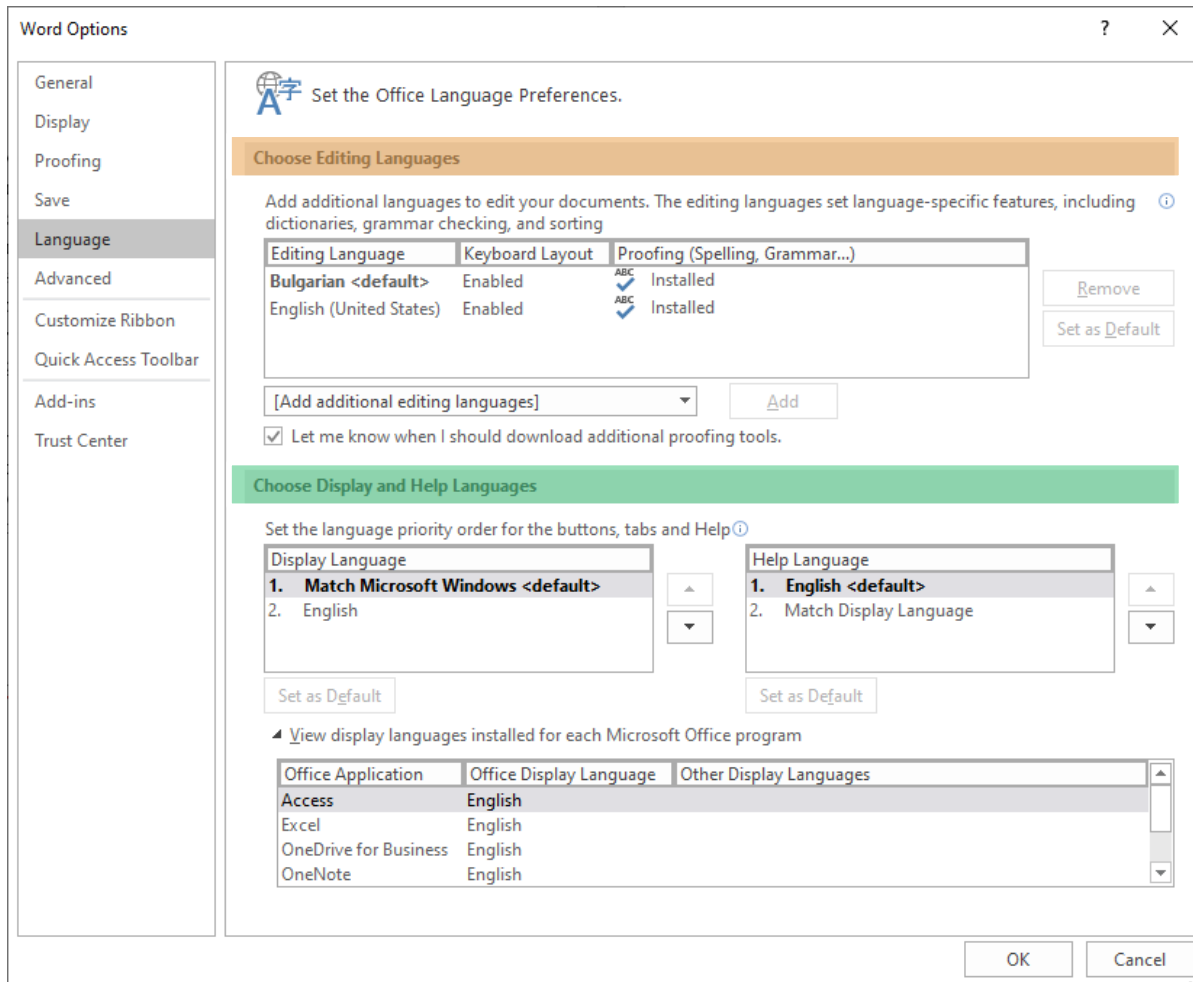 Word Options
?
General
Display
Proofing
Save
Language
Advanced
Customize Ribbon
Quick Access Toolbar
Add-ins
Trust Center
A字 Set the Office Language Preferences.
Choose Editing Languages
Add additional languages to edit your documents. The editing languages set language-specific features, including
dictionaries, grammar checking, and sorting
Editing Language Keyboard Layout Proofing (Spelling, Grammar...)
Bulgarian <default> Enabled ABC Installed
English (United States) Enabled ABC Installed
Remove
Set as Default
[Add additional editing languages] Add
Let me know when I should download additional proofing tools.
Choose Display and Help Languages
Set the language priority order for the buttons, tabs and Help
Display Language
1. Match Microsoft Windows <default>
2. English
Set as Default
Help Language
1. English <default>
2. Match Display Language
Set as Default
View display languages installed for each Microsoft Office program
Office Application Office Display Language Other Display Languages
Access English
Excel English
OneDrive for Business English
OneNote English
OK Cancel